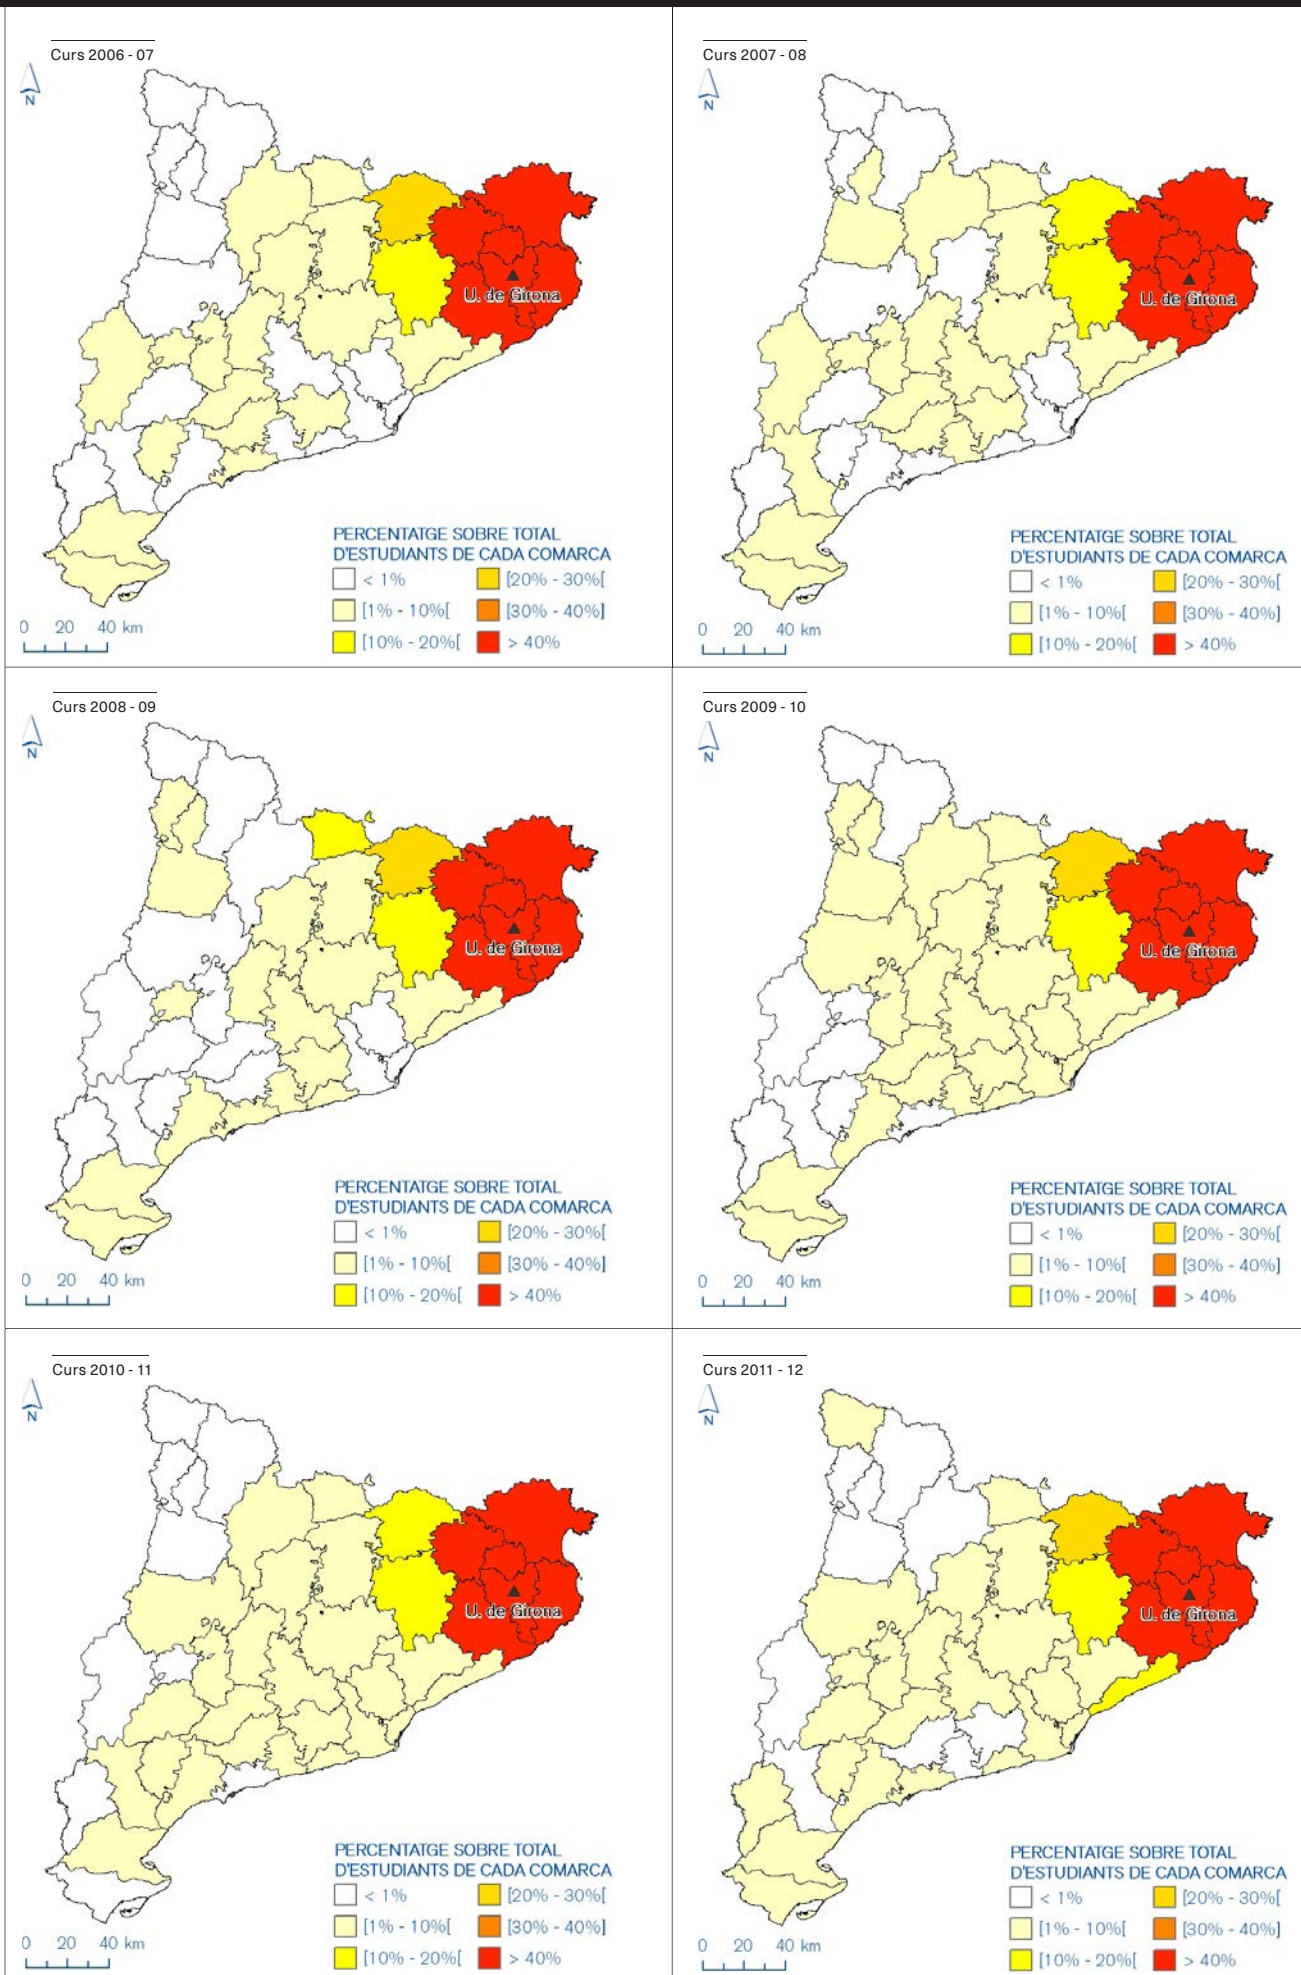 Curs 2006 - 07
N
U. de Girona
PERCENTATGE SOBRE TOTAL
D'ESTUDIANTS DE CADA COMARCA
< 1% [20% - 30%[
[1% - 10%[ [30% - 40%]
[10% - 20%[ > 40%
0 20 40 km
Curs 2007 - 08
N
U. de Girona
PERCENTATGE SOBRE TOTAL
D'ESTUDIANTS DE CADA COMARCA
< 1% [20% - 30%[
[1% - 10%[ [30% - 40%]
[10% - 20%[ > 40%
0 20 40 km
Curs 2008 - 09
N
U. de Girona
PERCENTATGE SOBRE TOTAL
D'ESTUDIANTS DE CADA COMARCA
< 1% [20% - 30%[
[1% - 10%[ [30% - 40%]
[10% - 20%[ > 40%
0 20 40 km
Curs 2009 - 10
N
U. de Girona
PERCENTATGE SOBRE TOTAL
D'ESTUDIANTS DE CADA COMARCA
< 1% [20% - 30%[
[1% - 10%[ [30% - 40%]
[10% - 20%[ > 40%
0 20 40 km
Curs 2010 - 11
N
U. de Girona
PERCENTATGE SOBRE TOTAL
D'ESTUDIANTS DE CADA COMARCA
< 1% [20% - 30%[
[1% - 10%[ [30% - 40%]
[10% - 20%[ > 40%
0 20 40 km
Curs 2011 - 12
N
U. de Girona
PERCENTATGE SOBRE TOTAL
D'ESTUDIANTS DE CADA COMARCA
< 1% [20% - 30%[
[1% - 10%[ [30% - 40%]
[10% - 20%[ > 40%
0 20 40 km